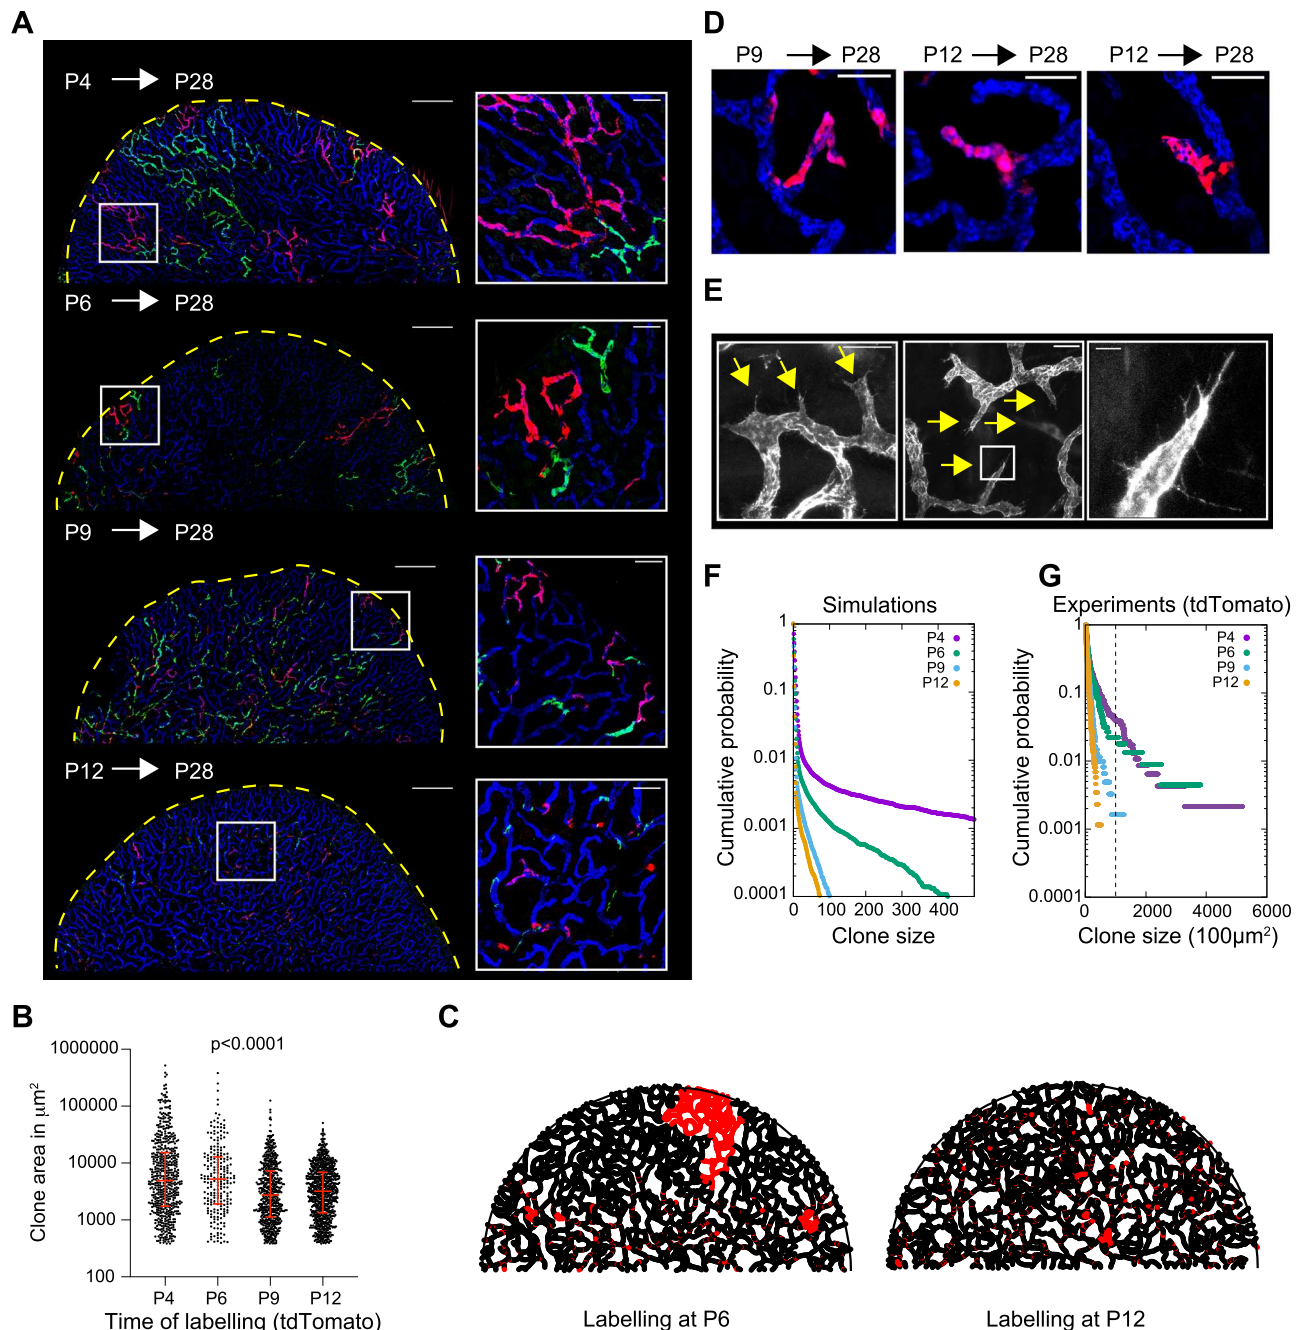 A
P4 → P28
P6 → P28
P9 → P28
P12 → P28
B
p<0.0001
Clone area in μm²
1000000
100000
10000
1000
100
P4 P6 P9 P12
Time of labelling (tdTomato)
C
Labelling at P6
Labelling at P12
D
P9 → P28
P12 → P28
P12 → P28
E
F
Simulations
Cumulative probability
1
0.1
0.01
0.001
0.0001
P4
P6
P9
P12
0 100 200 300 400
Clone size
G
Experiments (tdTomato)
Cumulative probability
1
0.1
0.01
0.001
0.0001
P4
P6
P9
P12
0 2000 4000 6000
Clone size (100μm²)